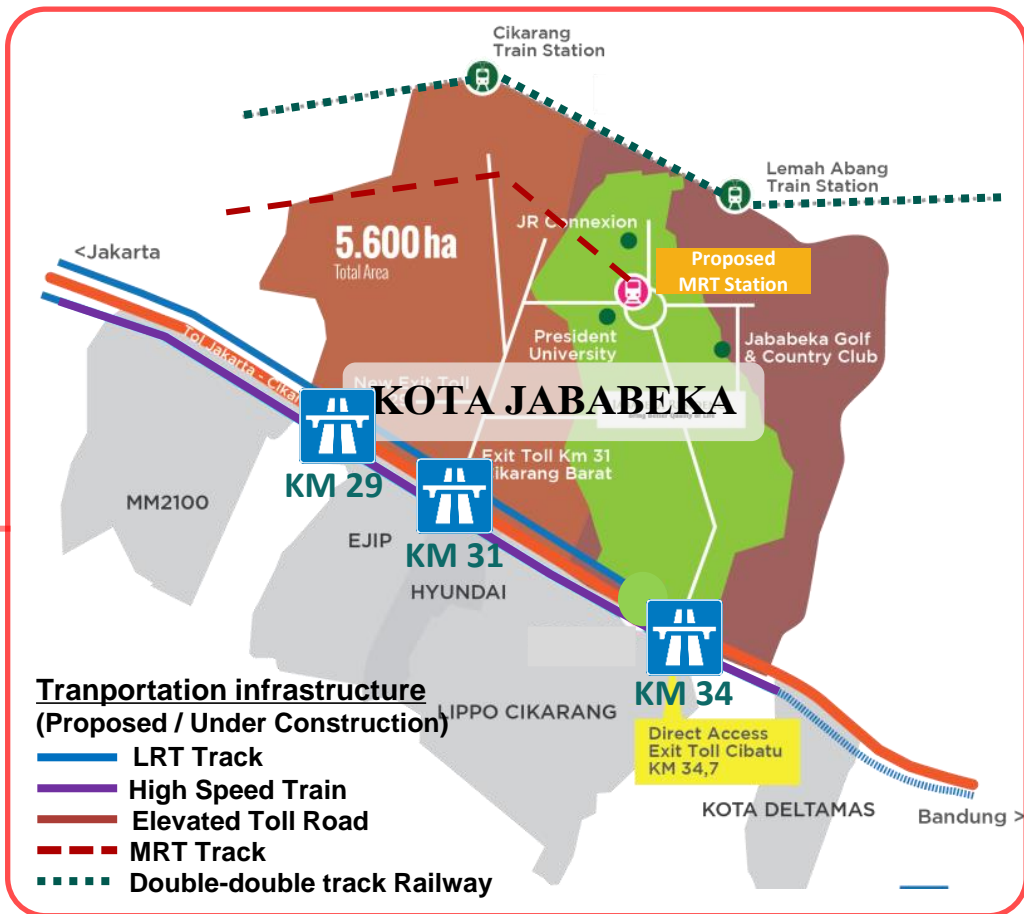 Cikarang
Train Station
Lemah Abang
Train Station
JR Connexion
5.600 ha
Total Area
<Jakarta
Proposed
MRT Station
President
University
Jababeka Golf
& Country Club
Tol Jakarta - Cika
New Exit Toll
KOTA JABABEKA
Exit Toll Km 31
ikarang Barat
KM 29
MM2100
EJIP
KM 31
HYUNDAI
KM 34
LIPPO CIKARANG
Direct Access
Exit Toll Cibatu
KM 34,7
KOTA DELTAMAS
Bandung >
Tranportation infrastructure
(Proposed / Under Construction)
LRT Track
High Speed Train
Elevated Toll Road
MRT Track
Double-double track Railway